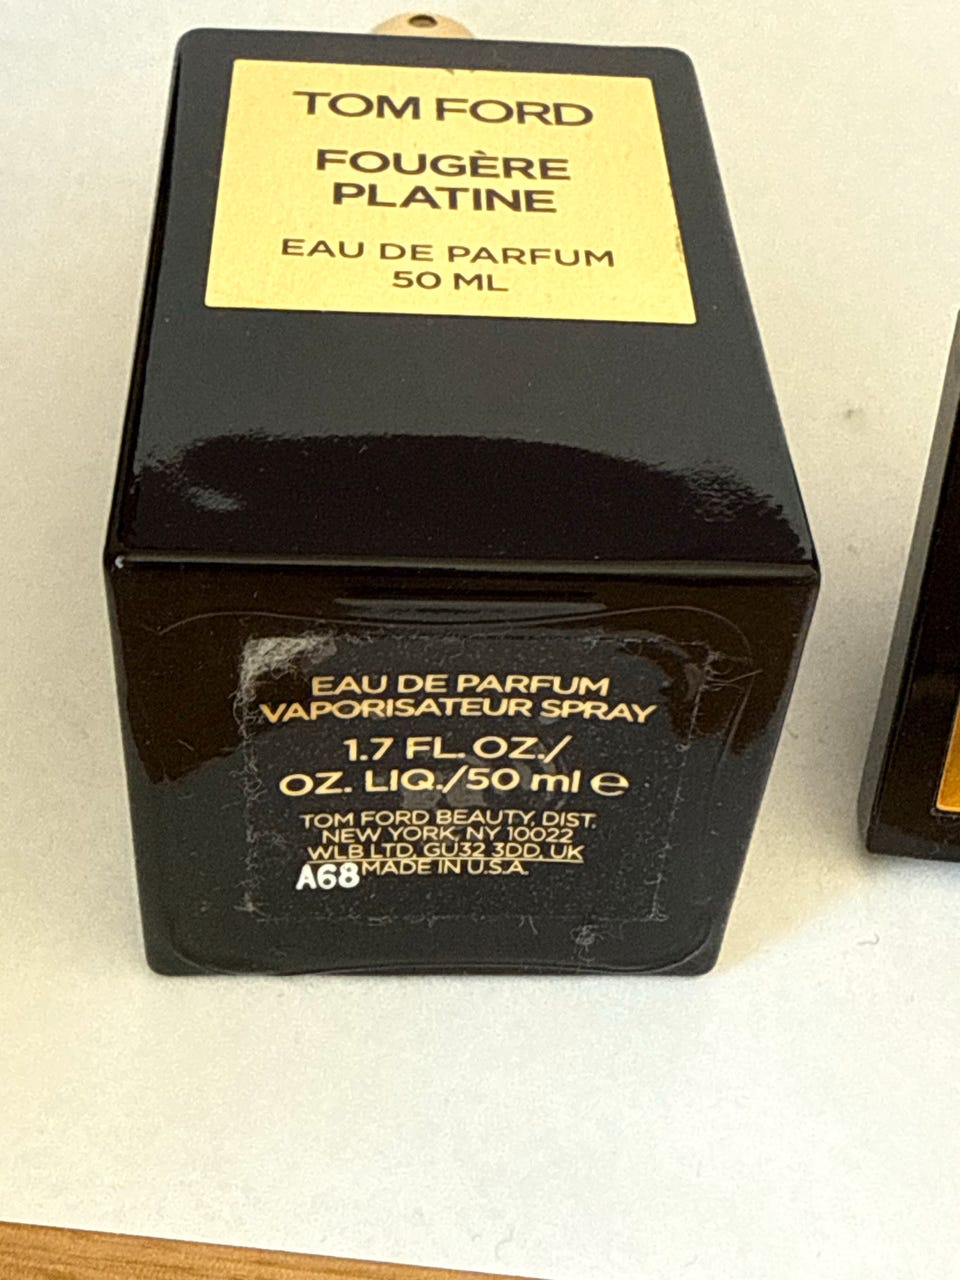 TOM FORD
FOUGÈRE
PLATINE
EAU DE PARFUM
50 ML
EAU DE PARFUM
VAPORISATEUR SPRAY
1.7 FL. OZ./
OZ. LIQ./50 ml ℮
TOM FORD BEAUTY, DIST.
NEW YORK, NY 10022
WLB LTD, GU32 3DD, UK
A68 MADE IN U.S.A.